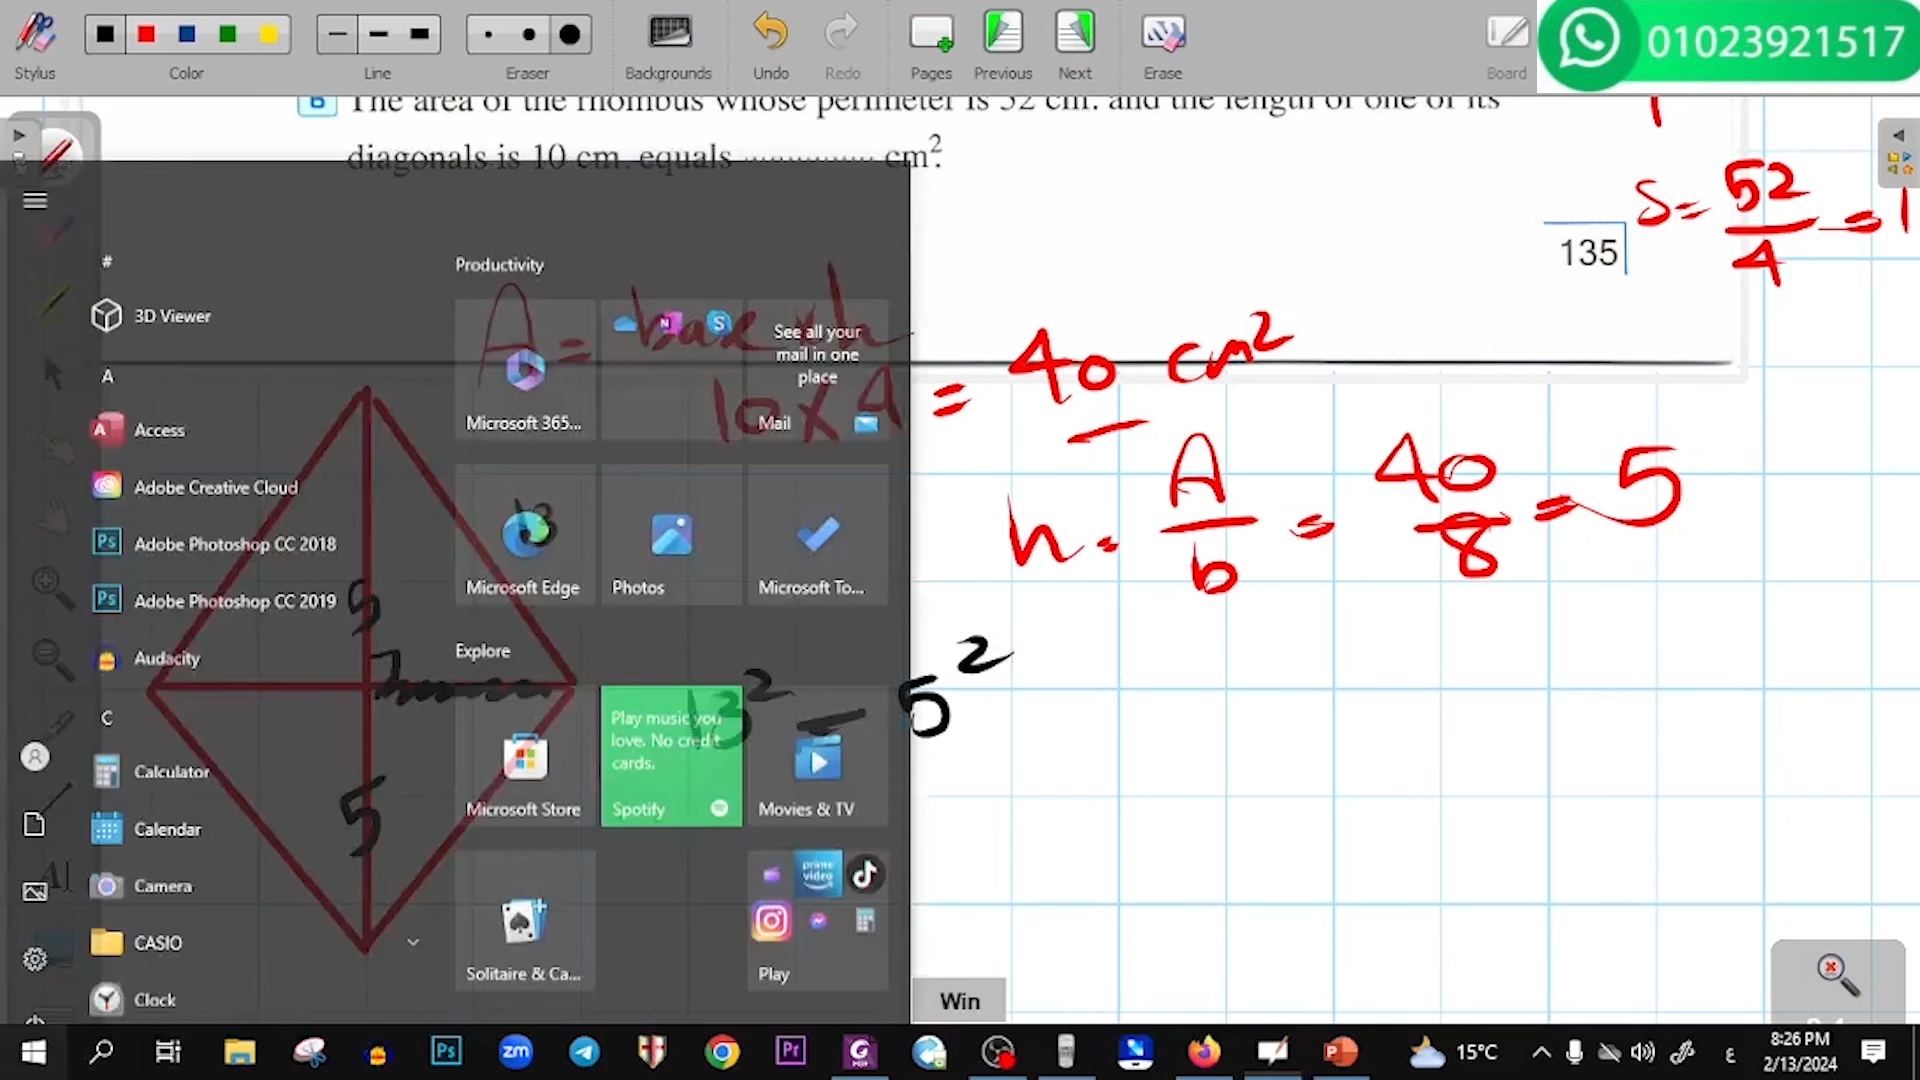 Stylus
Color
Line
Eraser
Backgrounds
Undo
Redo
Pages
Previous
Next
Erase
Board
01023921517
B The area of the rhombus whose perimeter is 52 cm. and the length of one of its
diagonals is 10 cm. equals ............... cm².
S = 52/4 = 1
135
A = base × h
10 × 4 = 40 cm²
h = A/b = 40/8 = 5
5
5
13² − 5²
#
3D Viewer
A
Access
Adobe Creative Cloud
Adobe Photoshop CC 2018
Adobe Photoshop CC 2019
Audacity
C
Calculator
Calendar
Camera
CASIO
Clock
Productivity
Microsoft 365...
See all your
mail in one
place
Mail
Microsoft Edge
Photos
Microsoft To...
Explore
Microsoft Store
Play music you
love. No credit
cards.
Spotify
Movies & TV
Solitaire & Ca...
prime
video
Play
Win
15°C
ع
8:26 PM
2/13/2024